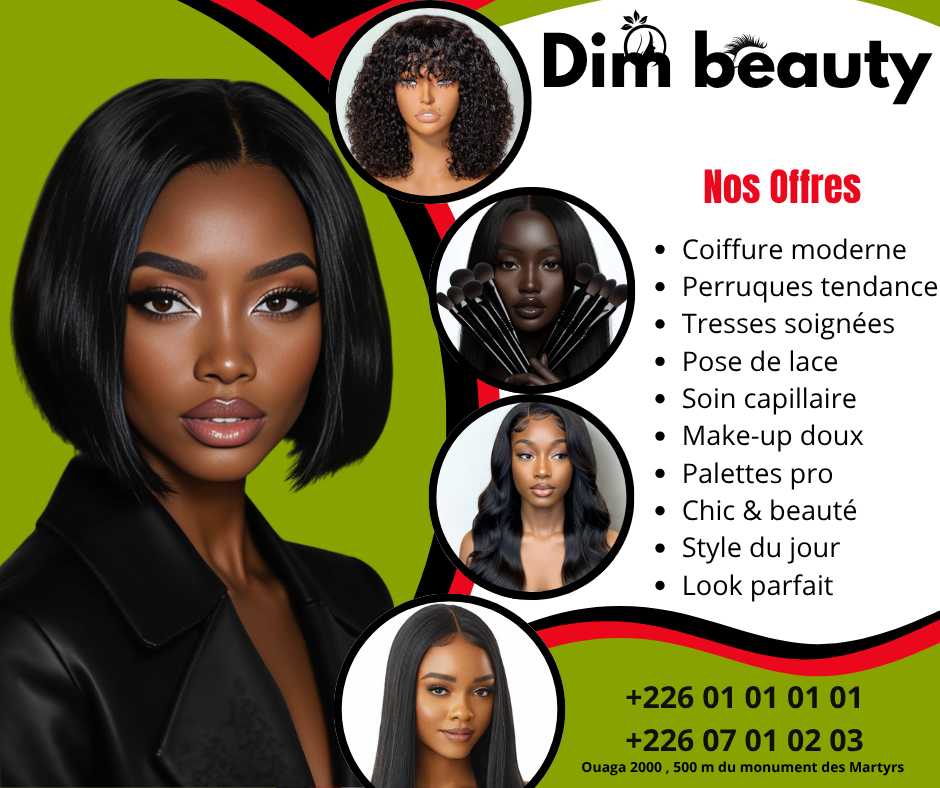 Dim beauty
Nos Offres
Coiffure moderne
Perruques tendance
Tresses soignées
Pose de lace
Soin capillaire
Make-up doux
Palettes pro
Chic & beauté
Style du jour
Look parfait
+226 01 01 01 01
+226 07 01 02 03
Ouaga 2000 , 500 m du monument des Martyrs